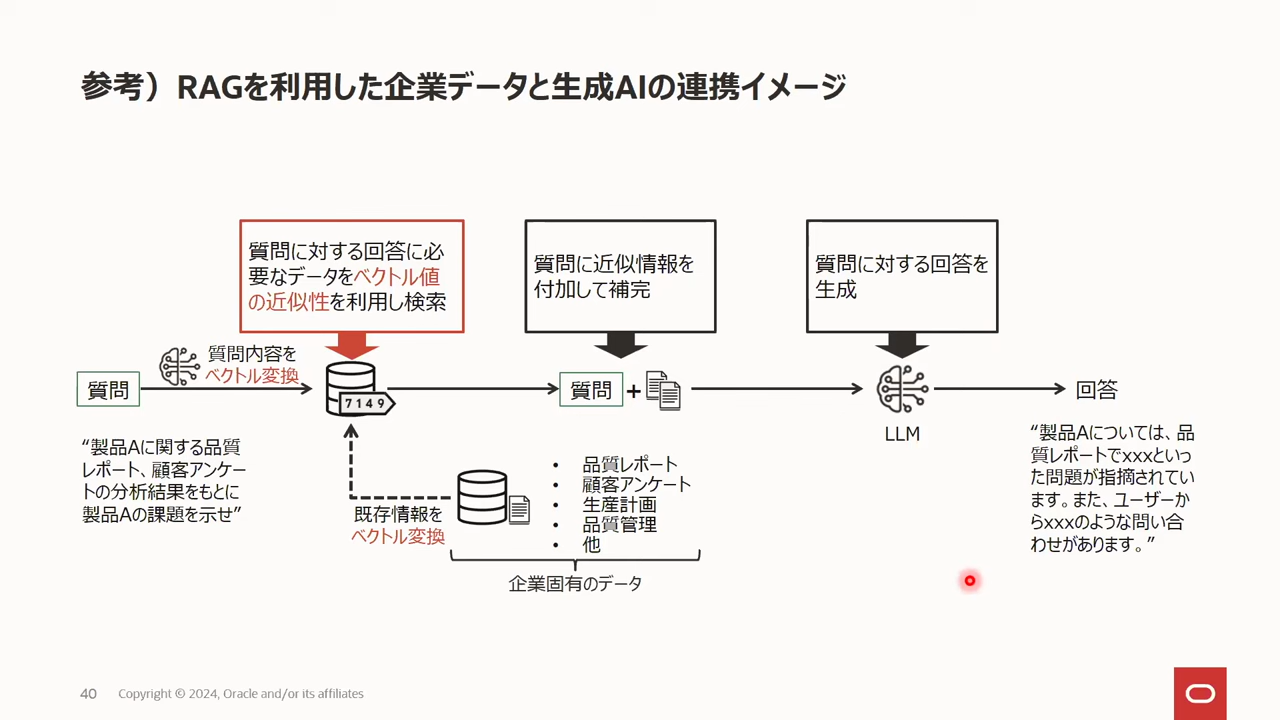 参考）RAGを利用した企業データと生成AIの連携イメージ
質問に対する回答に必
要なデータをベクトル値
の近似性を利用し検索
質問に近似情報を
付加して補完
質問に対する回答を
生成
質問内容を
ベクトル変換
質問
7 1 4 9
質問
+
LLM
回答
“製品Aに関する品質
レポート、顧客アンケー
トの分析結果をもとに
製品Aの課題を示せ”
既存情報を
ベクトル変換
• 品質レポート
• 顧客アンケート
• 生産計画
• 品質管理
• 他
企業固有のデータ
“製品Aについては、品
質レポートでxxxといっ
た問題が指摘されてい
ます。また、ユーザーか
らxxxのような問い合
わせがあります。”
40 Copyright © 2024, Oracle and/or its affiliates